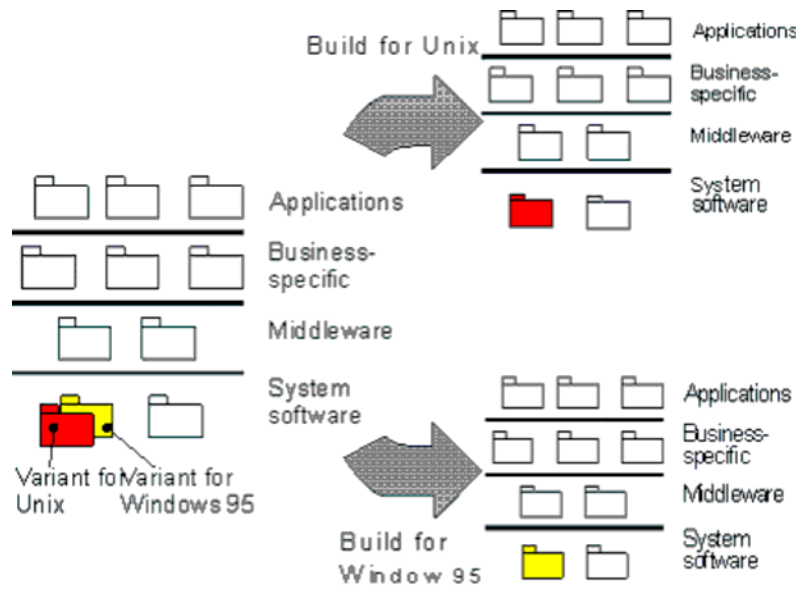 Build for Unix
Applications
Business-
specific
Middleware
System
software
Applications
Business-
specific
Middleware
System
software
Variant for
Unix
Variant for
Windows 95
Build for
Window 95
Applications
Business-
specific
Middleware
System
software